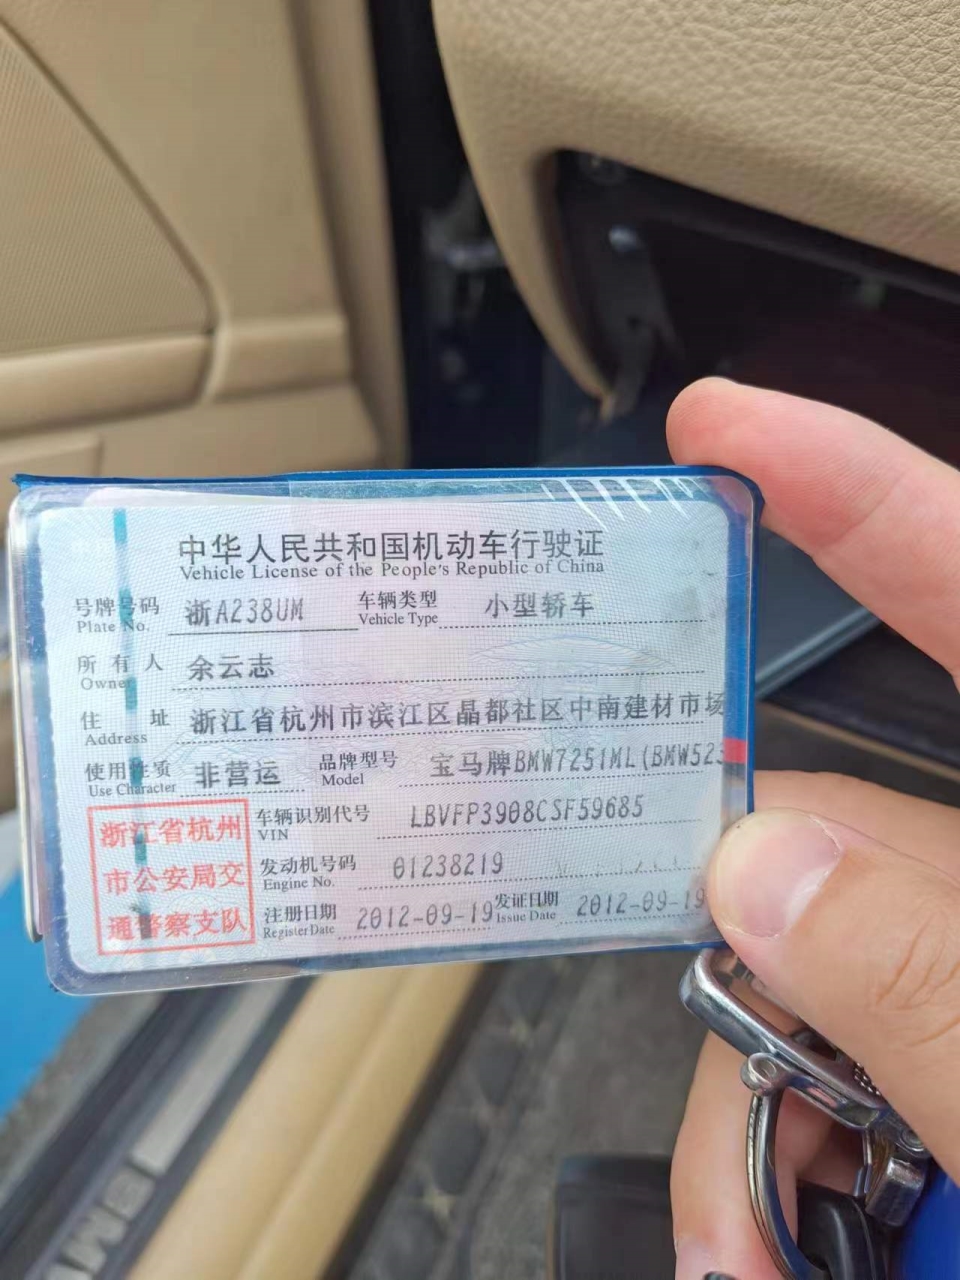 中华人民共和国机动车行驶证
Vehicle License of the People's Republic of China
号牌号码 浙A238UM 车辆类型 小型轿车
Plate No. Vehicle Type
所有人 余云志
Owner
住址 浙江省杭州市滨江区晶都社区中南建材市场
Address
使用性质 非营运 品牌型号 宝马牌BMW7251ML(BMW523
Use Character Model
浙江省杭州
市公安局交
通警察支队
车辆识别代号 LBVFP3908CSF59685
VIN
发动机号码 01238219
Engine No.
注册日期 2012-09-19 发证日期 2012-09-19
Register Date Issue Date
BMW